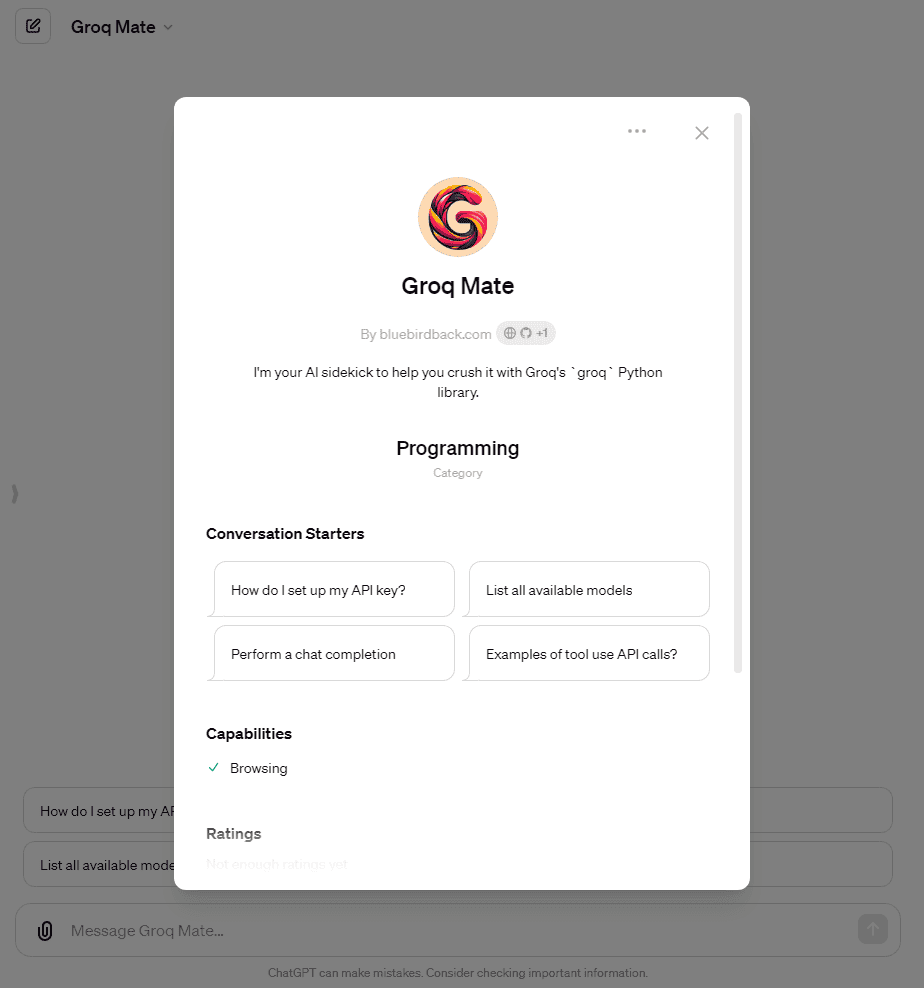 Groq Mate
Groq Mate
By bluebirdback.com +1
I'm your AI sidekick to help you crush it with Groq's `groq` Python
library.
Programming
Category
Conversation Starters
How do I set up my API key?
List all available models
Perform a chat completion
Examples of tool use API calls?
Capabilities
Browsing
Ratings
Not enough ratings yet
How do I set up my AP
List all available mode
Message Groq Mate...
ChatGPT can make mistakes. Consider checking important information.